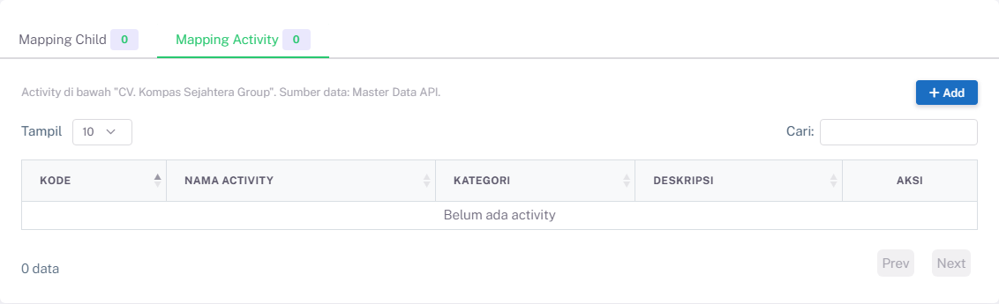 Mapping Child 0 Mapping Activity 0
Activity di bawah "CV. Kompas Sejahtera Group". Sumber data: Master Data API.
+ Add
Tampil 10 Cari:
KODE NAMA ACTIVITY KATEGORI DESKRIPSI AKSI
Belum ada activity
0 data Prev Next